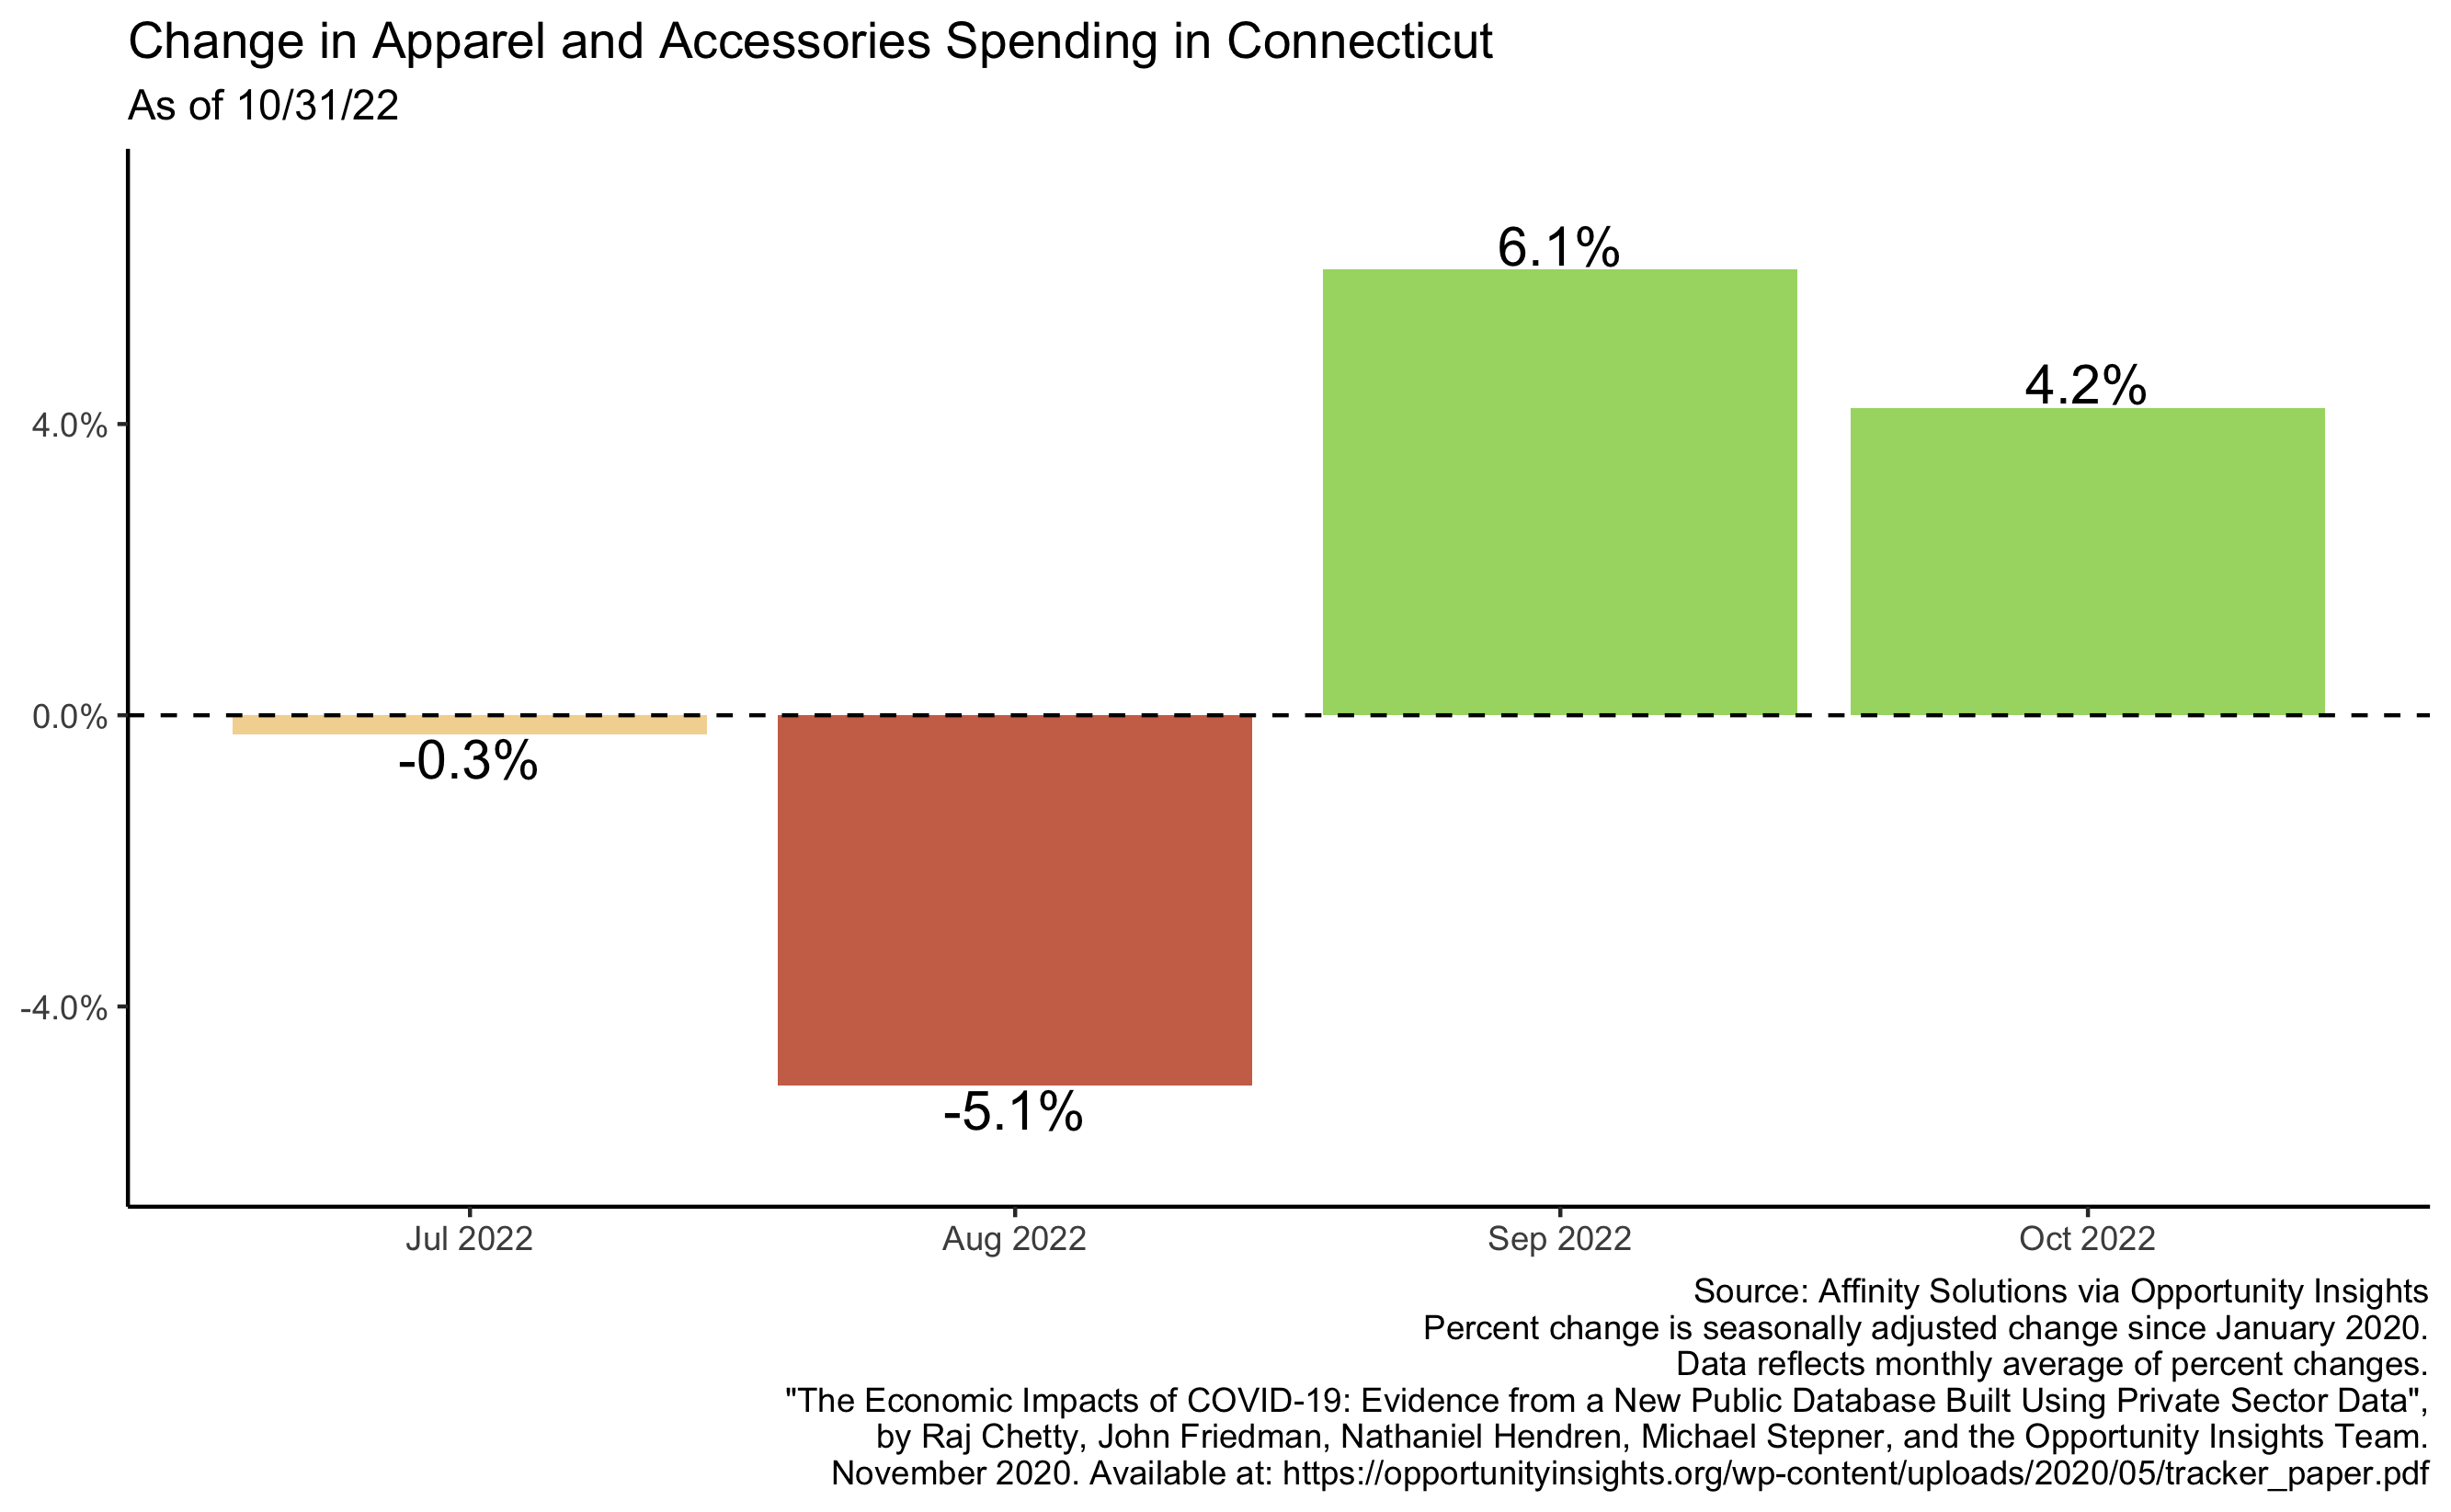 Change in Apparel and Accessories Spending in Connecticut
As of 10/31/22
6.1%
4.2%
4.0%
0.0%
-0.3%
-4.0%
-5.1%
Jul 2022
Aug 2022
Sep 2022
Oct 2022
Source: Affinity Solutions via Opportunity Insights
Percent change is seasonally adjusted change since January 2020.
Data reflects monthly average of percent changes.
"The Economic Impacts of COVID-19: Evidence from a New Public Database Built Using Private Sector Data",
by Raj Chetty, John Friedman, Nathaniel Hendren, Michael Stepner, and the Opportunity Insights Team.
November 2020. Available at: https://opportunityinsights.org/wp-content/uploads/2020/05/tracker_paper.pdf